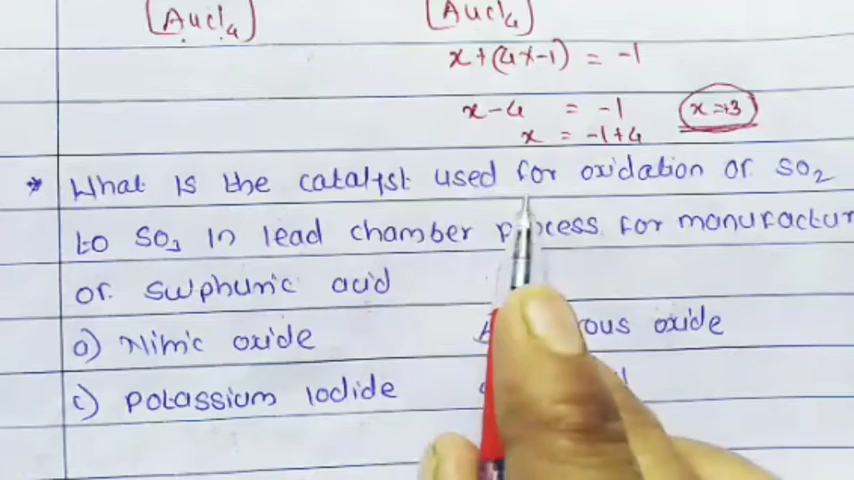 [AuCl4] [AuCl4]
x+(4x-1) = -1
x-4 = -1 x=+3
x = -1+4
* What is the catalyst used for oxidation of SO2
to SO3 in lead chamber process for manufactur
of sulphuric acid
a) Nitric oxide ous oxide
c) potassium Iodide